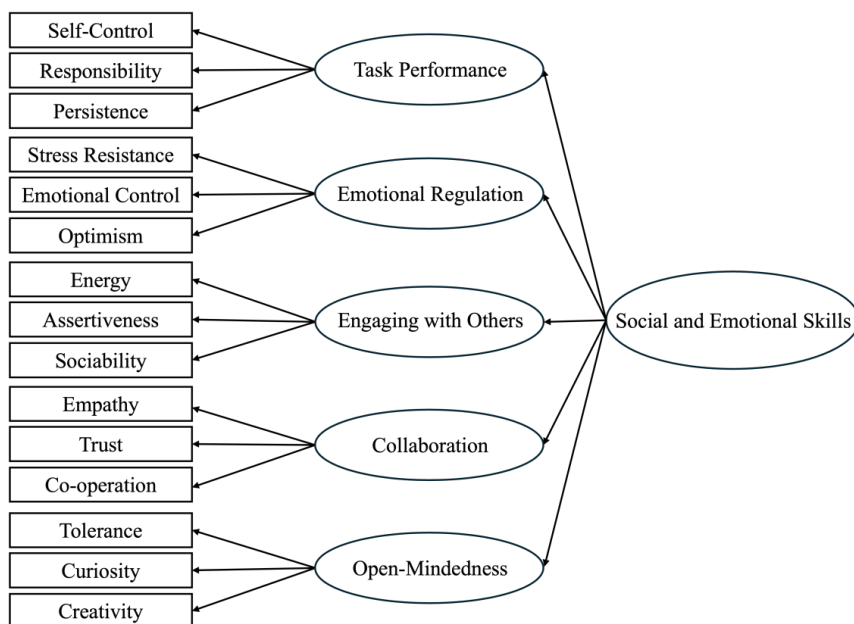 Self-Control
Responsibility
Persistence
Task Performance
Stress Resistance
Emotional Control
Optimism
Emotional Regulation
Energy
Assertiveness
Sociability
Engaging with Others
Social and Emotional Skills
Empathy
Trust
Co-operation
Collaboration
Tolerance
Curiosity
Creativity
Open-Mindedness